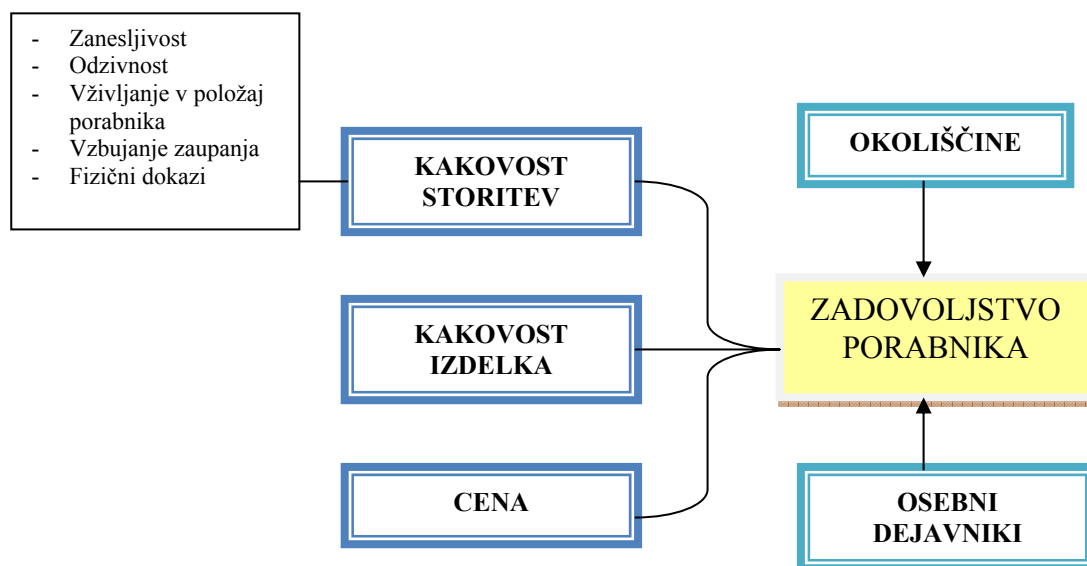 - Zanesljivost
- Odzivnost
- Vživljanje v položaj
porabnika
- Vzbujanje zaupanja
- Fizični dokazi
KAKOVOST
STORITEV
OKOLIŠČINE
KAKOVOST
IZDELKA
ZADOVOLJSTVO
PORABNIKA
CENA
OSEBNI
DEJAVNIKI